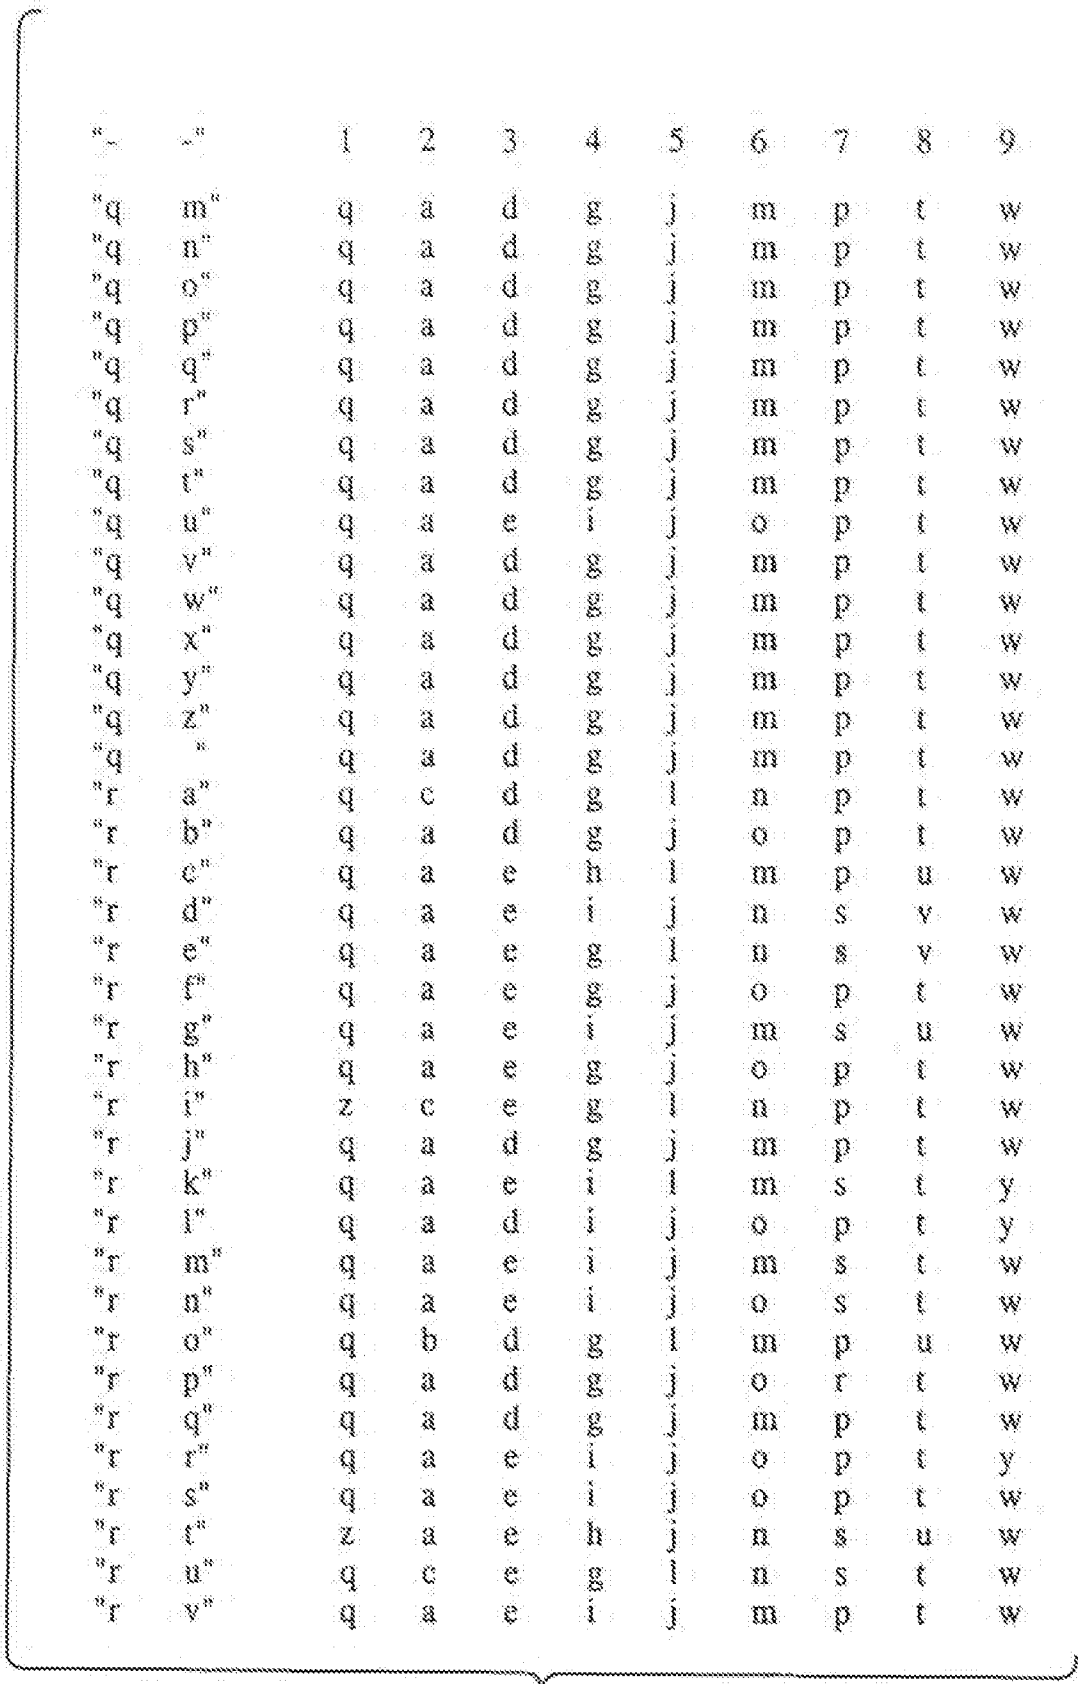 "- -" 1 2 3 4 5 6 7 8 9
"q m" q a d g j m p t w
"q n" q a d g j m p t w
"q o" q a d g j m p t w
"q p" q a d g j m p t w
"q q" q a d g j m p t w
"q r" q a d g j m p t w
"q s" q a d g j m p t w
"q t" q a d g j m p t w
"q u" q a e i j o p t w
"q v" q a d g j m p t w
"q w" q a d g j m p t w
"q x" q a d g j m p t w
"q y" q a d g j m p t w
"q z" q a d g j m p t w
"q " q a d g j m p t w
"r a" q c d g l n p t w
"r b" q a d g j o p t w
"r c" q a e h l m p u w
"r d" q a e i j n s v w
"r e" q a e g l n s v w
"r f" q a e g j o p t w
"r g" q a e i j m s u w
"r h" q a e g j o p t w
"r i" z c e g l n p t w
"r j" q a d g j m p t w
"r k" q a e i l m s t y
"r l" q a d i j o p t y
"r m" q a e i j m s t w
"r n" q a e i j o s t w
"r o" q b d g l m p u w
"r p" q a d g j o r t w
"r q" q a d g j m p t w
"r r" q a e i j o p t y
"r s" q a e i j o p t w
"r t" z a e h j n s u w
"r u" q c e g l n s t w
"r v" q a e i j m p t w